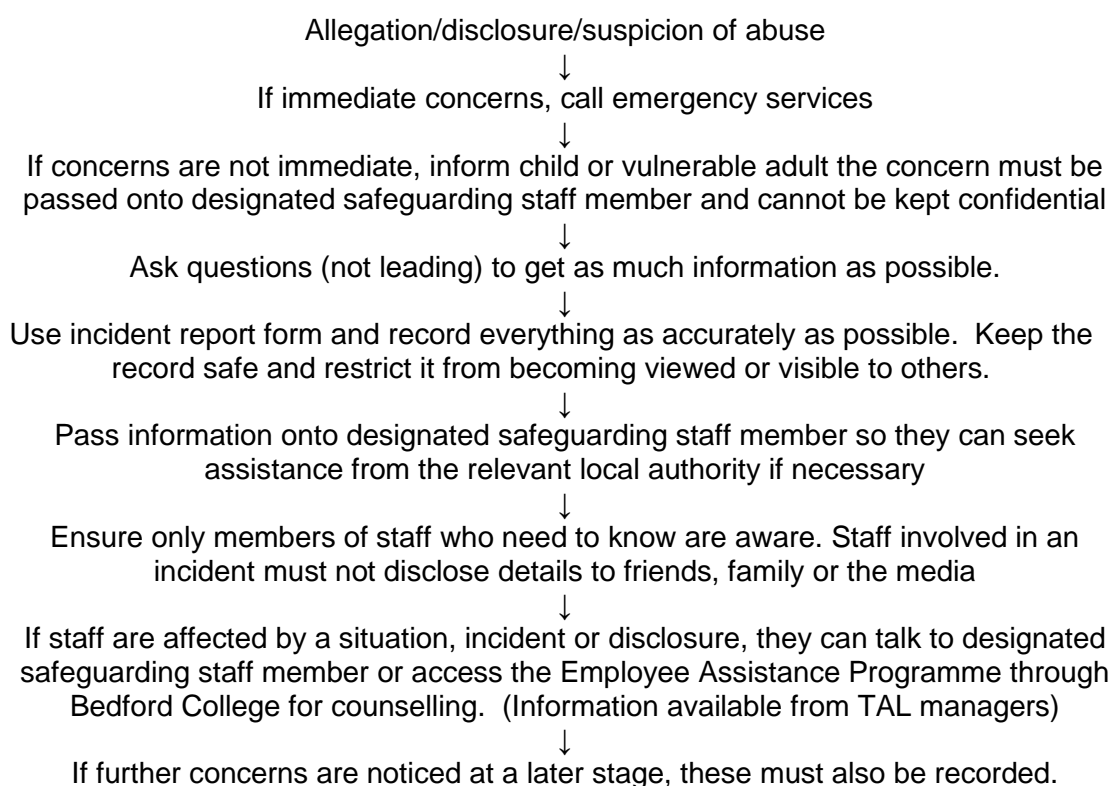 Allegation/disclosure/suspicion of abuse
↓
If immediate concerns, call emergency services
↓
If concerns are not immediate, inform child or vulnerable adult the concern must be
passed onto designated safeguarding staff member and cannot be kept confidential
↓
Ask questions (not leading) to get as much information as possible.
↓
Use incident report form and record everything as accurately as possible.  Keep the
record safe and restrict it from becoming viewed or visible to others.
↓
Pass information onto designated safeguarding staff member so they can seek
assistance from the relevant local authority if necessary
↓
Ensure only members of staff who need to know are aware. Staff involved in an
incident must not disclose details to friends, family or the media
↓
If staff are affected by a situation, incident or disclosure, they can talk to designated
safeguarding staff member or access the Employee Assistance Programme through
Bedford College for counselling.  (Information available from TAL managers)
↓
If further concerns are noticed at a later stage, these must also be recorded.